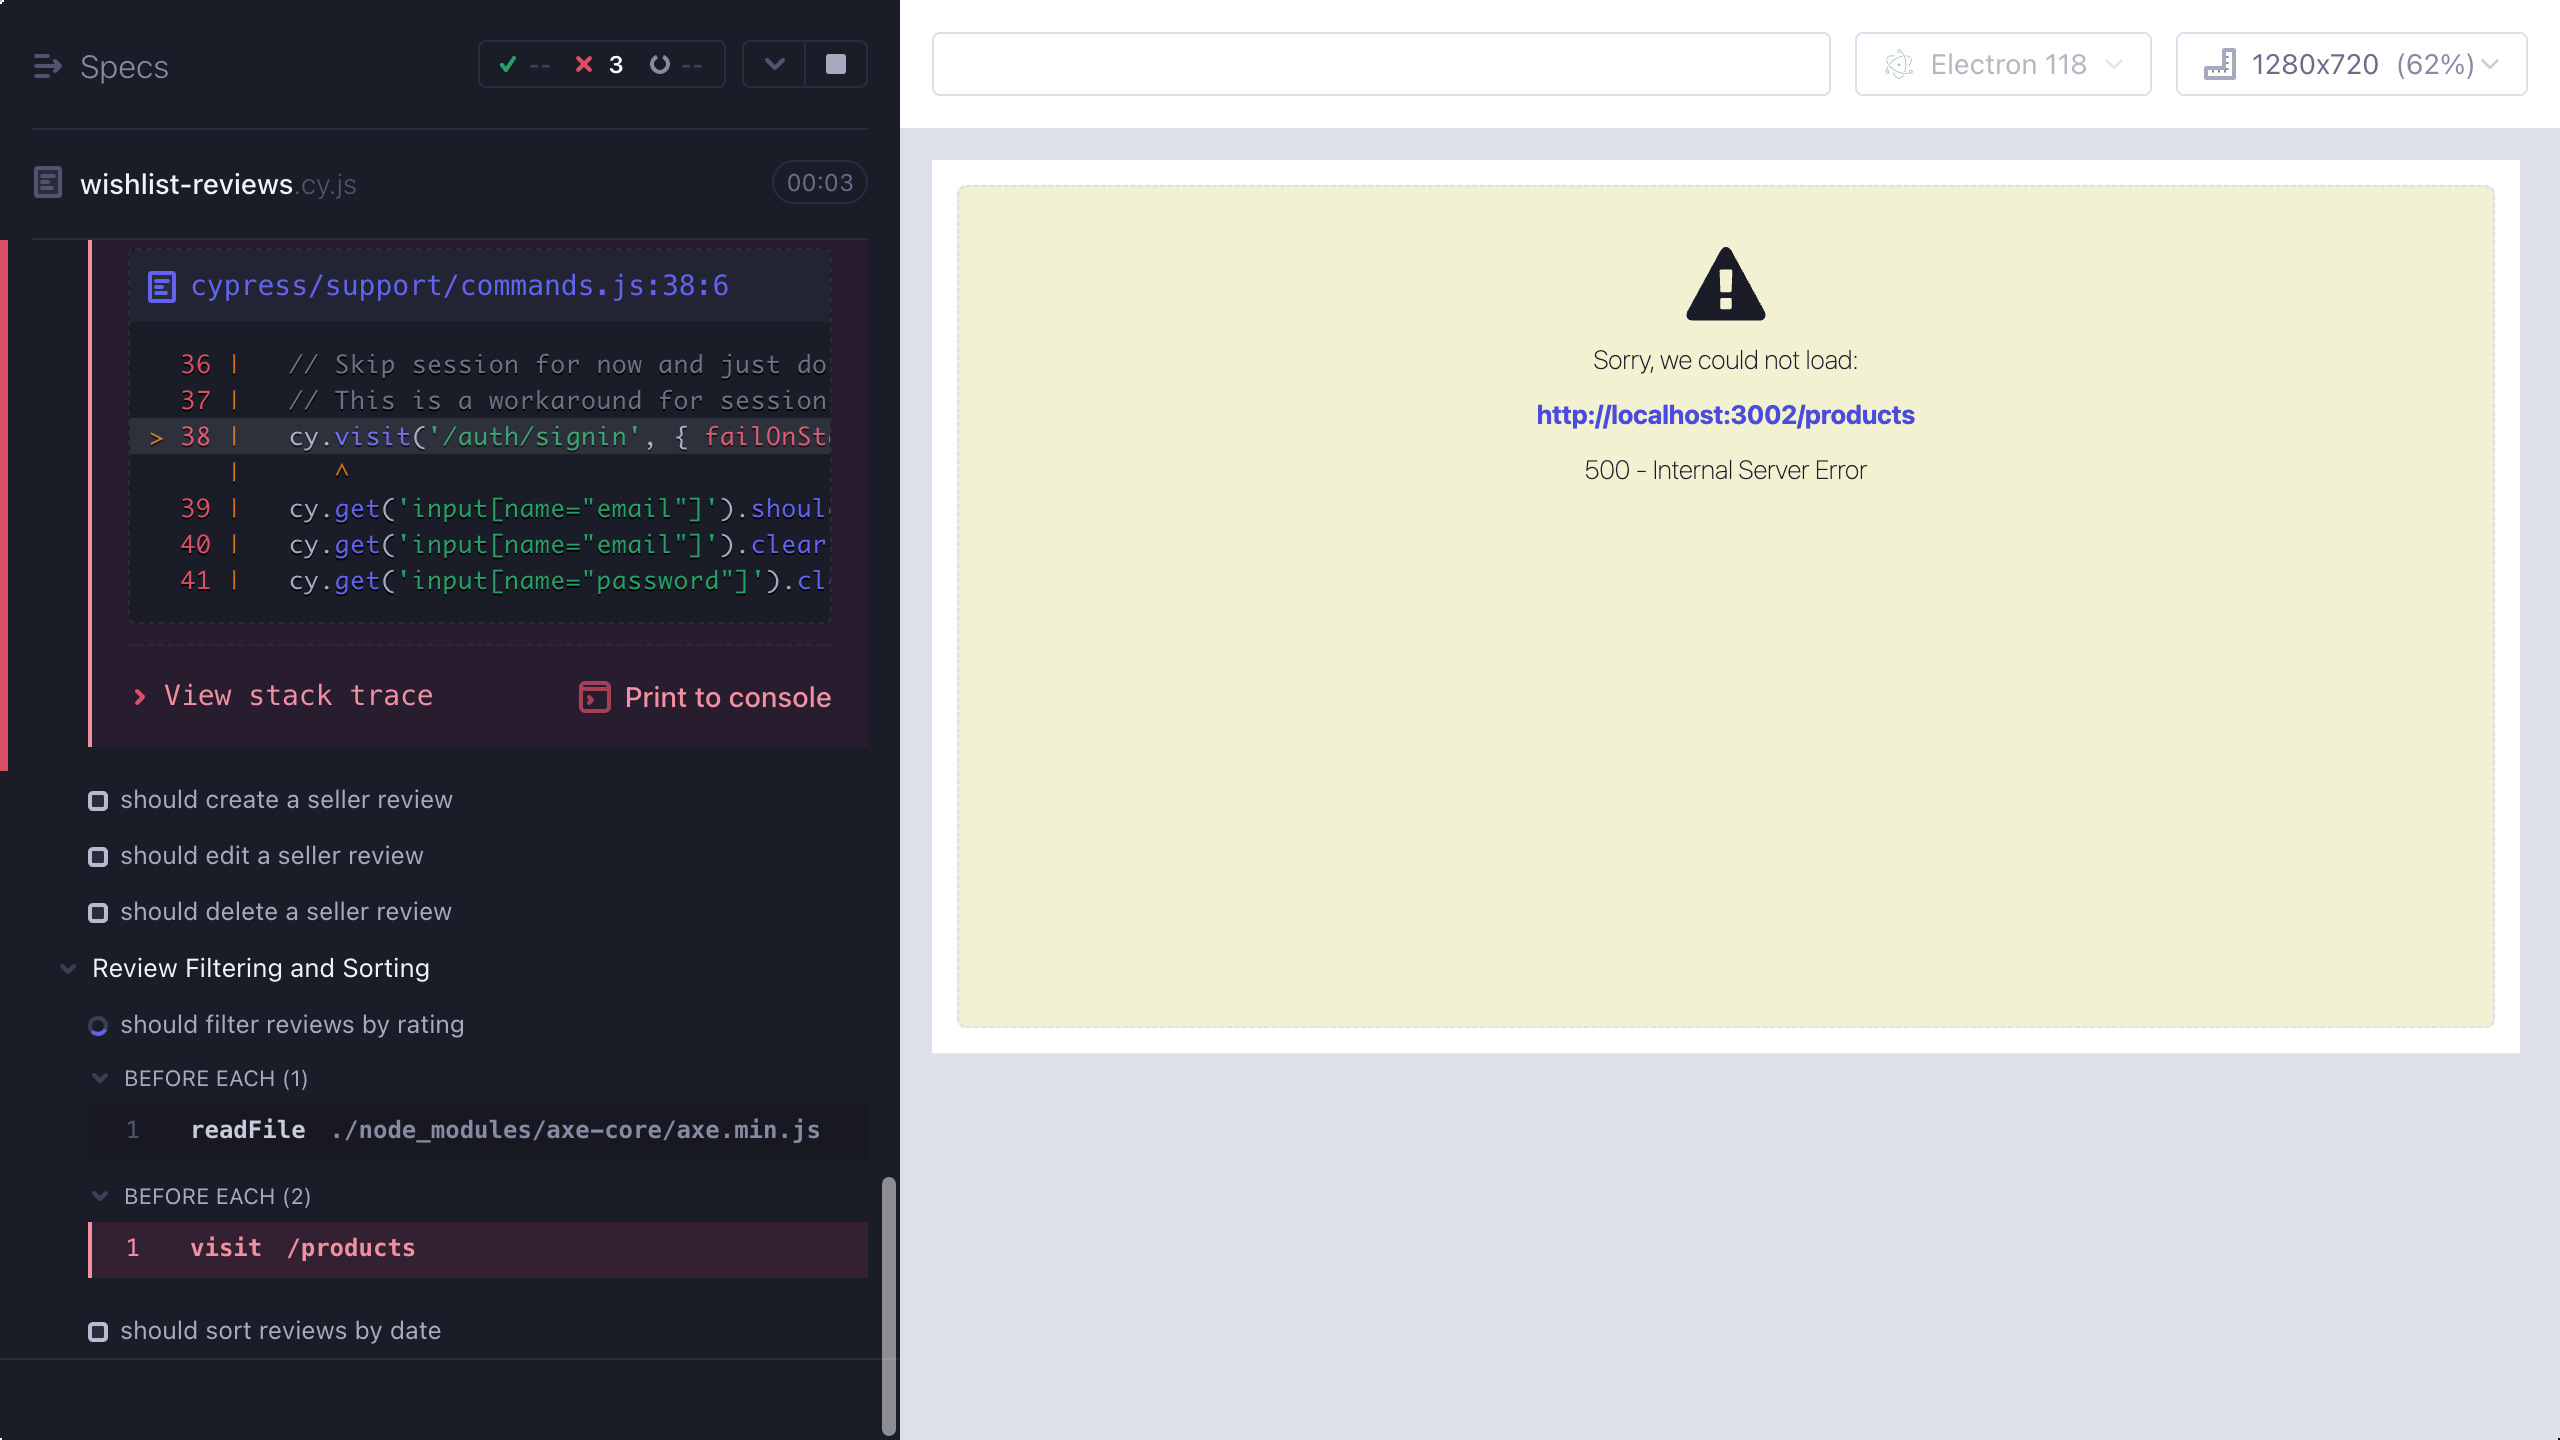 Specs
-- 3 --
wishlist-reviews.cy.js
00:03
cypress/support/commands.js:38:6
36 | // Skip session for now and just do
37 | // This is a workaround for session
> 38 | cy.visit('/auth/signin', { failOnSt
| ^
39 | cy.get('input[name="email"]').shoul
40 | cy.get('input[name="email"]').clear
41 | cy.get('input[name="password"]').cl
View stack trace
Print to console
should create a seller review
should edit a seller review
should delete a seller review
Review Filtering and Sorting
should filter reviews by rating
BEFORE EACH (1)
1 readFile ./node_modules/axe-core/axe.min.js
BEFORE EACH (2)
1 visit /products
should sort reviews by date
Electron 118
1280x720 (62%)
Sorry, we could not load:
http://localhost:3002/products
500 - Internal Server Error